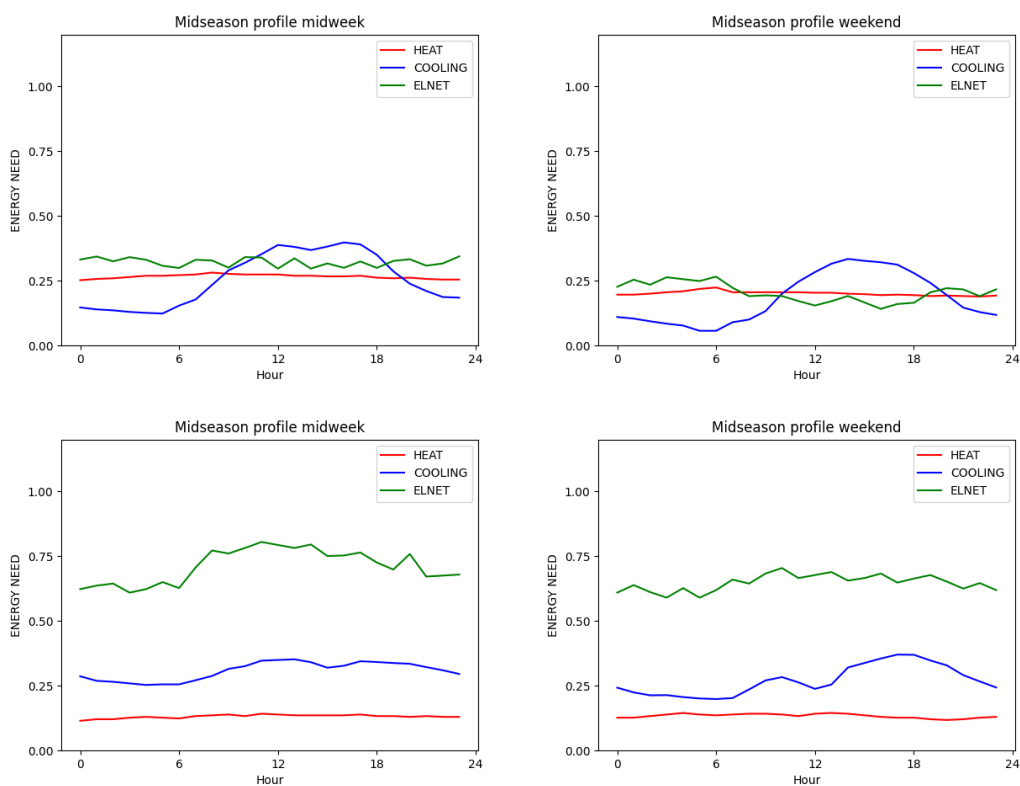 Midseason profile midweek
HEAT
COOLING
ELNET
1.00
0.75
0.50
0.25
0.00
ENERGY NEED
0
6
12
18
24
Hour
Midseason profile weekend
HEAT
COOLING
ELNET
1.00
0.75
0.50
0.25
0.00
ENERGY NEED
0
6
12
18
24
Hour
Midseason profile midweek
HEAT
COOLING
ELNET
1.00
0.75
0.50
0.25
0.00
ENERGY NEED
0
6
12
18
24
Hour
Midseason profile weekend
HEAT
COOLING
ELNET
1.00
0.75
0.50
0.25
0.00
ENERGY NEED
0
6
12
18
24
Hour